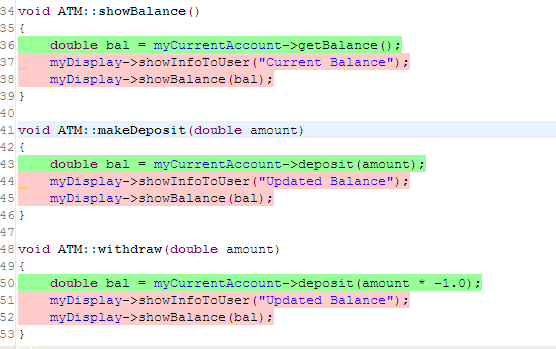 34 void ATM::showBalance()
35 {
36     double bal = myCurrentAccount->getBalance();
37     myDisplay->showInfoToUser("Current Balance");
38     myDisplay->showBalance(bal);
39 }
40
41 void ATM::makeDeposit(double amount)
42 {
43     double bal = myCurrentAccount->deposit(amount);
44     myDisplay->showInfoToUser("Updated Balance");
45     myDisplay->showBalance(bal);
46 }
47
48 void ATM::withdraw(double amount)
49 {
50     double bal = myCurrentAccount->deposit(amount * -1.0);
51     myDisplay->showInfoToUser("Updated Balance");
52     myDisplay->showBalance(bal);
53 }